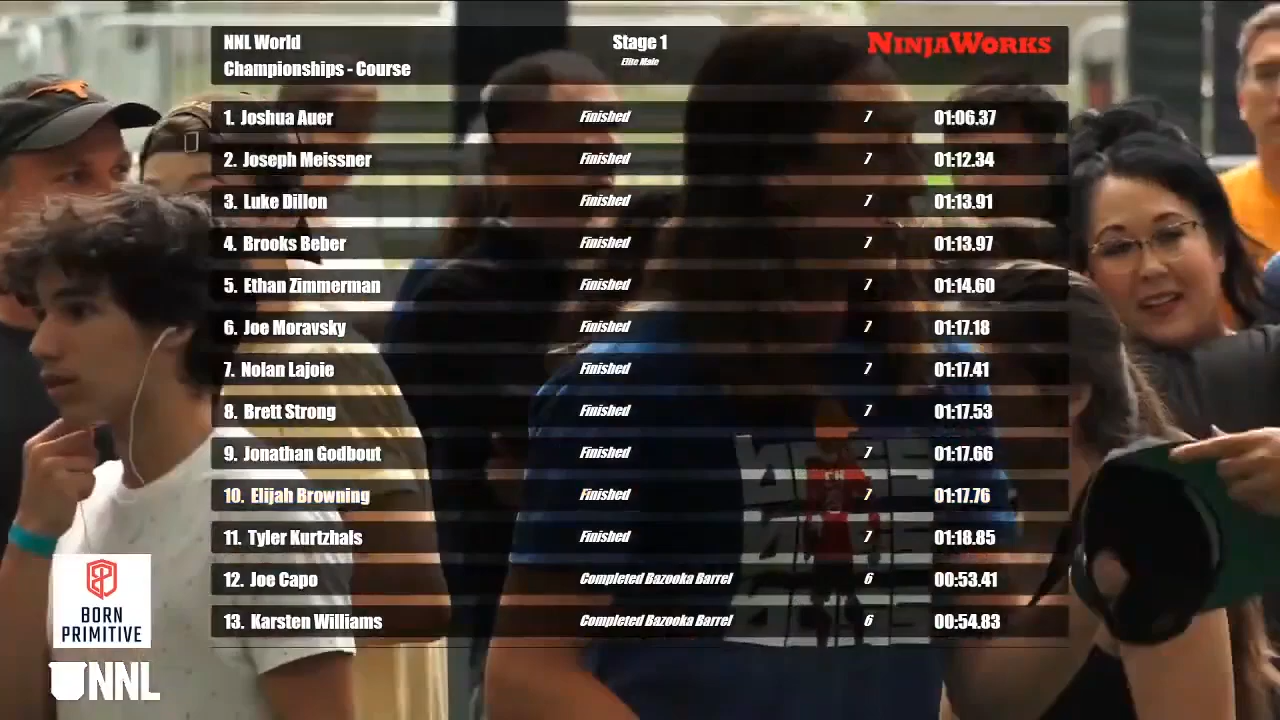 NNL World
Championships - Course
Stage 1
Elite Male
NINJAWORKS
1. Joshua Auer Finished 7 01:06.37
2. Joseph Meissner Finished 7 01:12.34
3. Luke Dillon Finished 7 01:13.91
4. Brooks Beber Finished 7 01:13.97
5. Ethan Zimmerman Finished 7 01:14.60
6. Joe Moravsky Finished 7 01:17.18
7. Nolan Lajoie Finished 7 01:17.41
8. Brett Strong Finished 7 01:17.53
9. Jonathan Godbout Finished 7 01:17.66
10. Elijah Browning Finished 7 01:17.76
11. Tyler Kurtzhals Finished 7 01:18.85
12. Joe Capo Completed Bazooka Barrel 6 00:53.41
13. Karsten Williams Completed Bazooka Barrel 6 00:54.83
BORN
PRIMITIVE
NNL